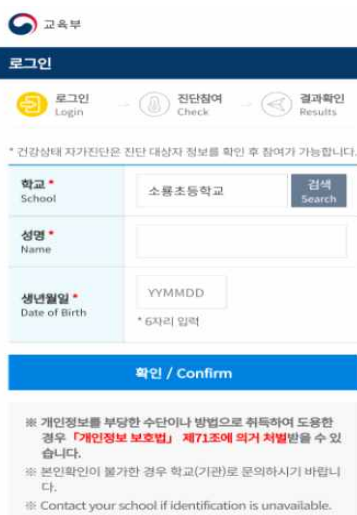 교육부
로그인
로그인
Login
진단참여
Check
결과확인
Results
* 건강상태 자가진단은 진단 대상자 정보를 확인 후 참여가 가능합니다.
학교 *
School
소룡초등학교
검색
Search
성명 *
Name
생년월일 *
Date of Birth
YYMMDD
* 6자리 입력
확인 / Confirm
※ 개인정보를 부당한 수단이나 방법으로 취득하여 도용한
경우 「개인정보 보호법」 제71조에 의거 처벌받을 수 있
습니다.
※ 본인확인이 불가한 경우 학교(기관)로 문의하시기 바랍니
다.
※ Contact your school if identification is unavailable.